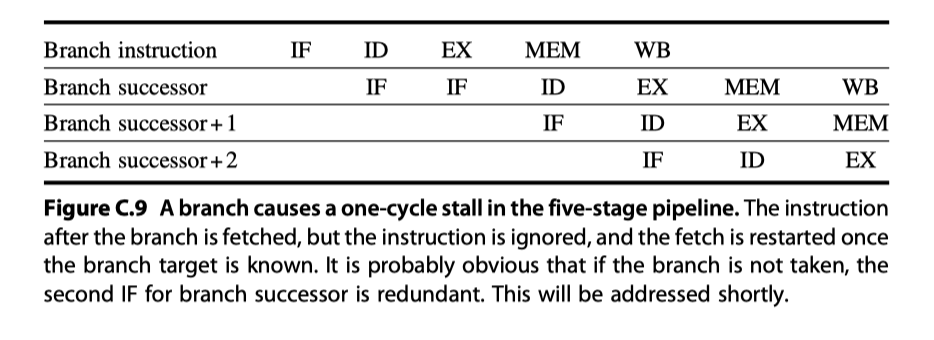 Branch instruction IF ID EX MEM WB
Branch successor IF IF ID EX MEM WB
Branch successor+1 IF ID EX MEM
Branch successor+2 IF ID EX
Figure C.9 A branch causes a one-cycle stall in the five-stage pipeline. The instruction
after the branch is fetched, but the instruction is ignored, and the fetch is restarted once
the branch target is known. It is probably obvious that if the branch is not taken, the
second IF for branch successor is redundant. This will be addressed shortly.